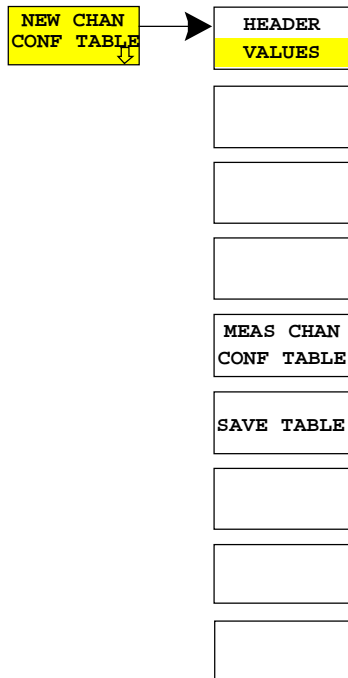 NEW CHAN
CONF TABLE
HEADER
VALUES
MEAS CHAN
CONF TABLE
SAVE TABLE